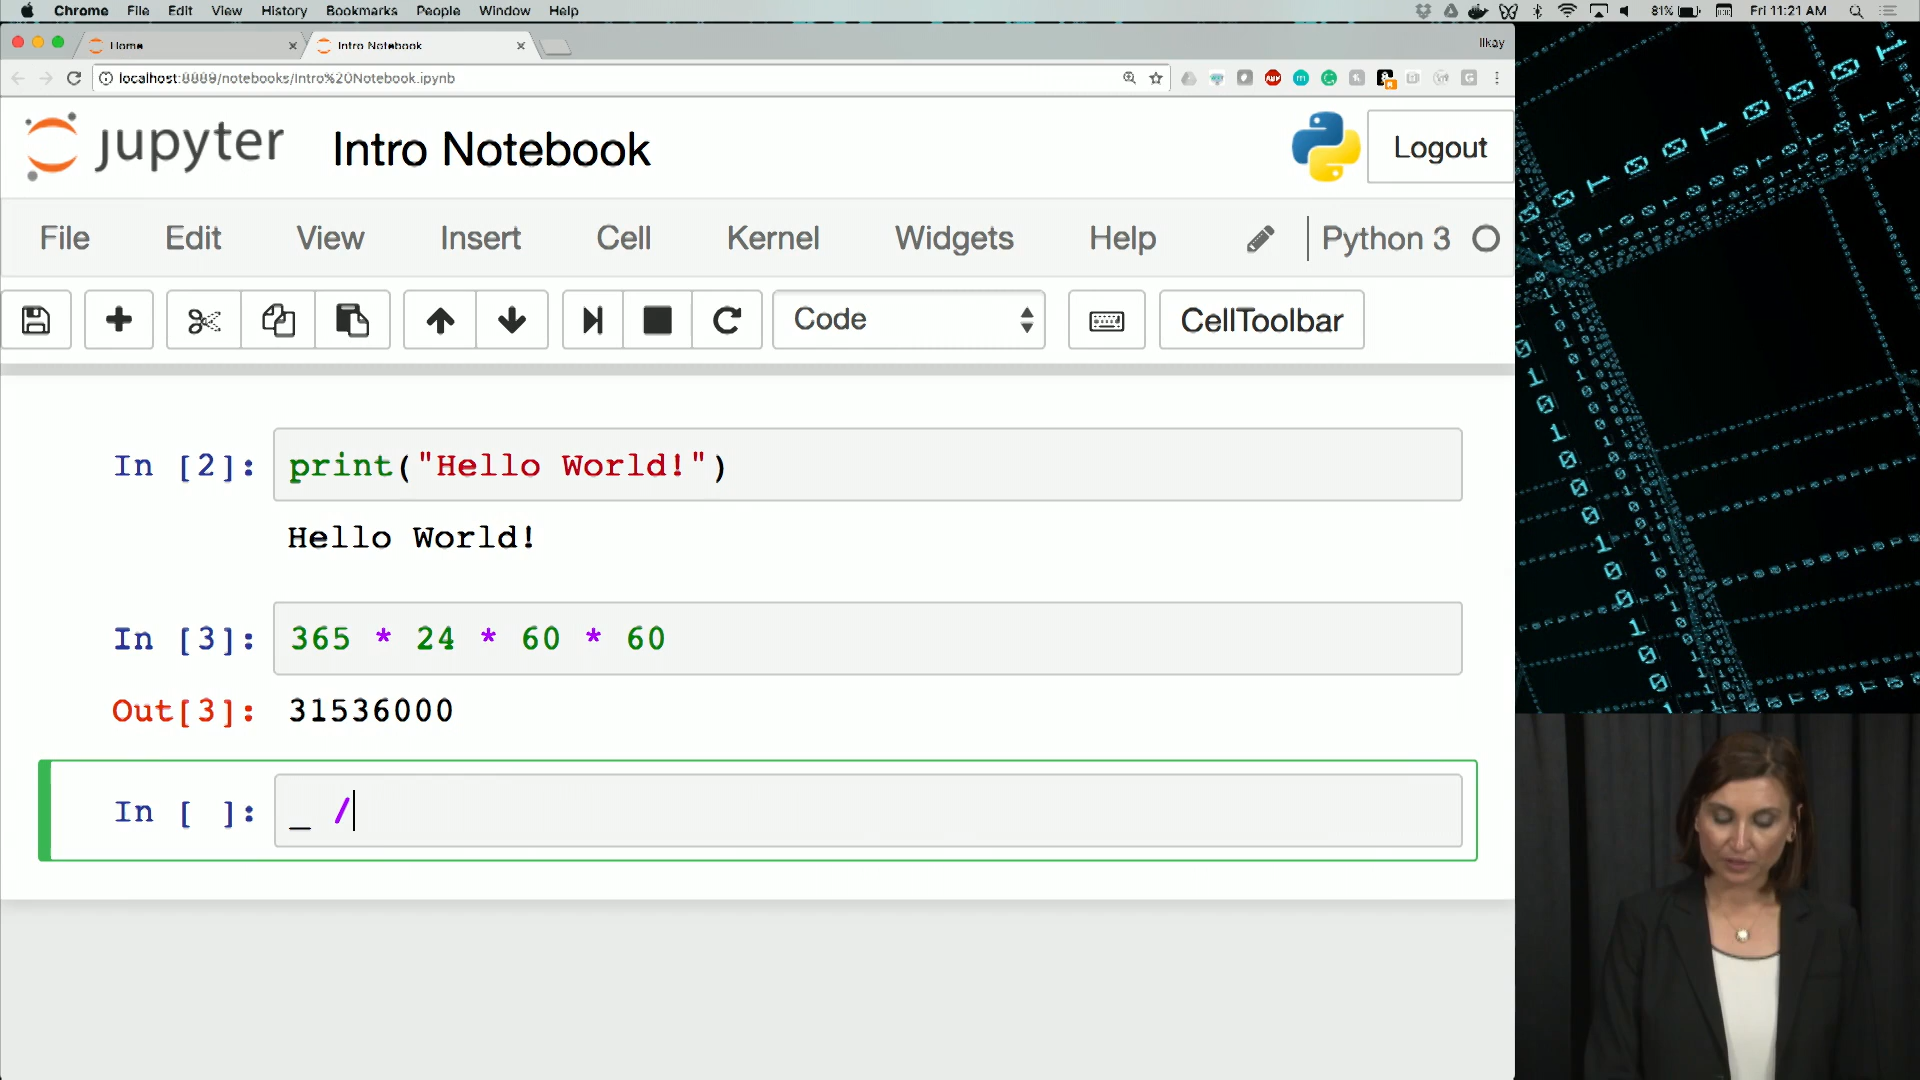 Chrome File Edit View History Bookmarks People Window Help
81% Fri 11:21 AM
Home
Intro Notebook
Ilkay
localhost:8889/notebooks/Intro%20Notebook.ipynb
jupyter Intro Notebook
Logout
File Edit View Insert Cell Kernel Widgets Help
Python 3
Code
CellToolbar
In [2]: print("Hello World!")
Hello World!
In [3]: 365 * 24 * 60 * 60
Out[3]: 31536000
In [ ]: _ /